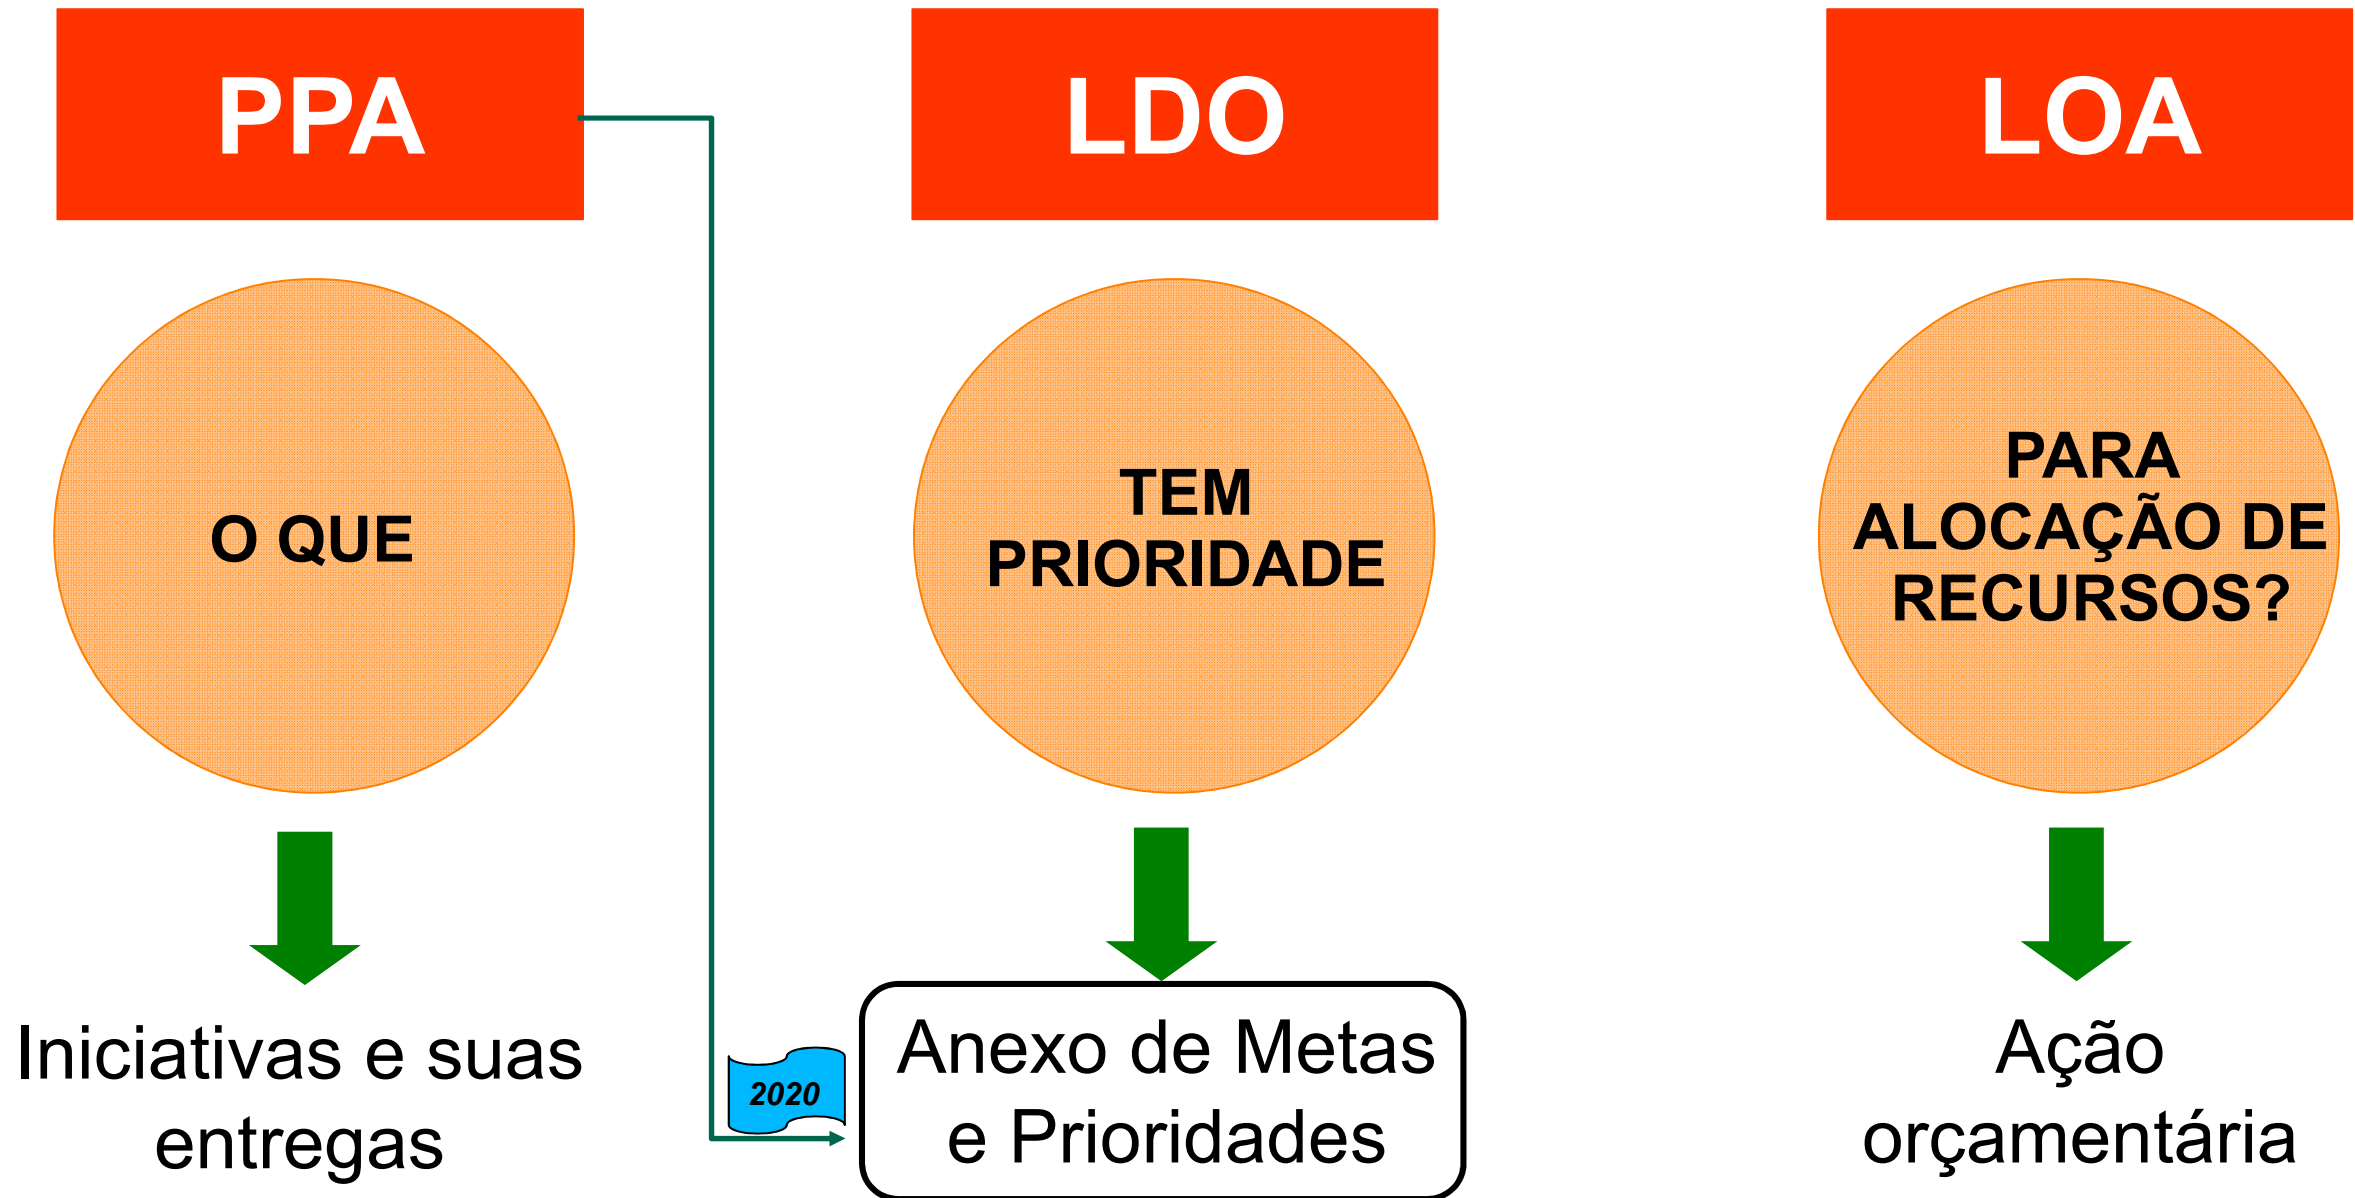 PPA
LDO
LOA
O QUE
TEM
PRIORIDADE
PARA
ALOCAÇÃO DE
RECURSOS?
Iniciativas e suas
entregas
2020
Anexo de Metas
e Prioridades
Ação
orçamentária